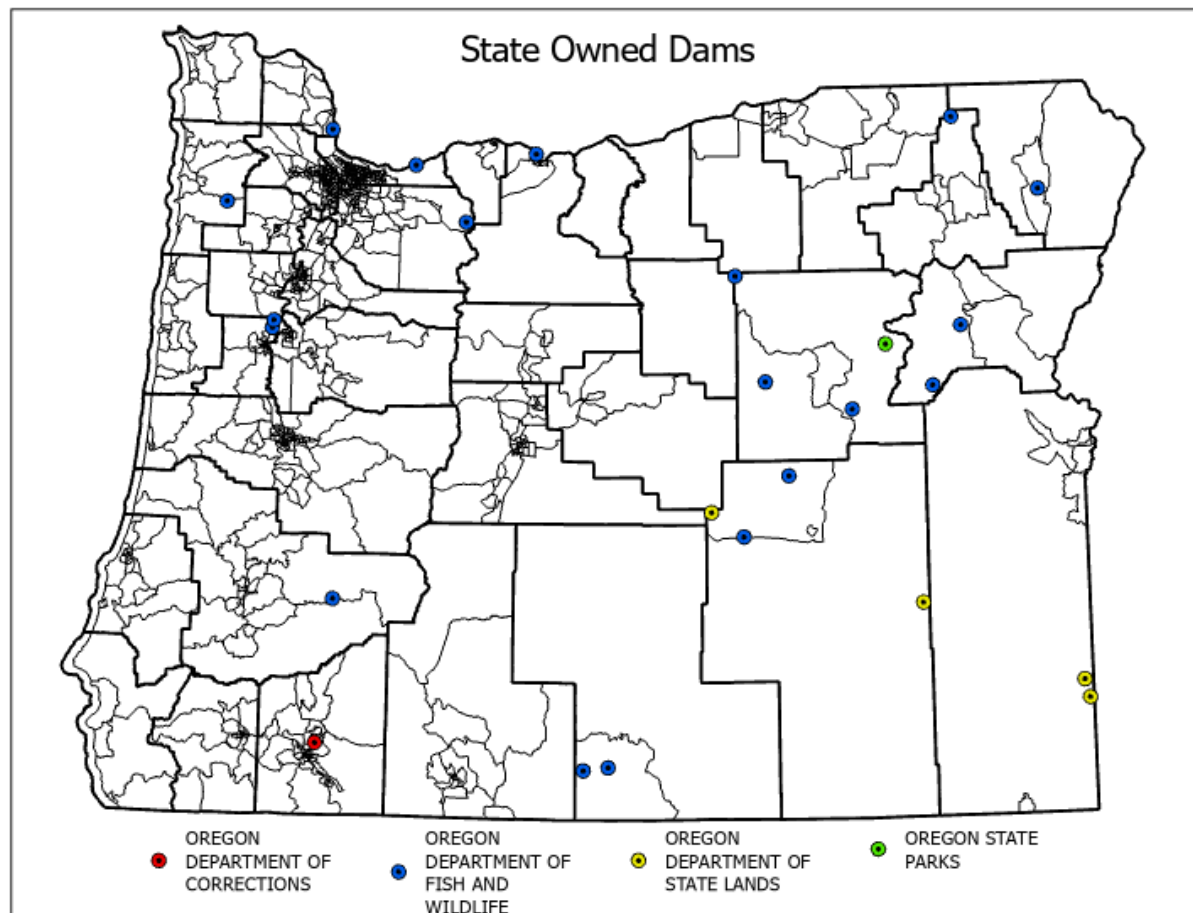 State Owned Dams
OREGON
DEPARTMENT OF
CORRECTIONS
OREGON
DEPARTMENT OF
FISH AND
WILDLIFE
OREGON
DEPARTMENT OF
STATE LANDS
OREGON STATE
PARKS